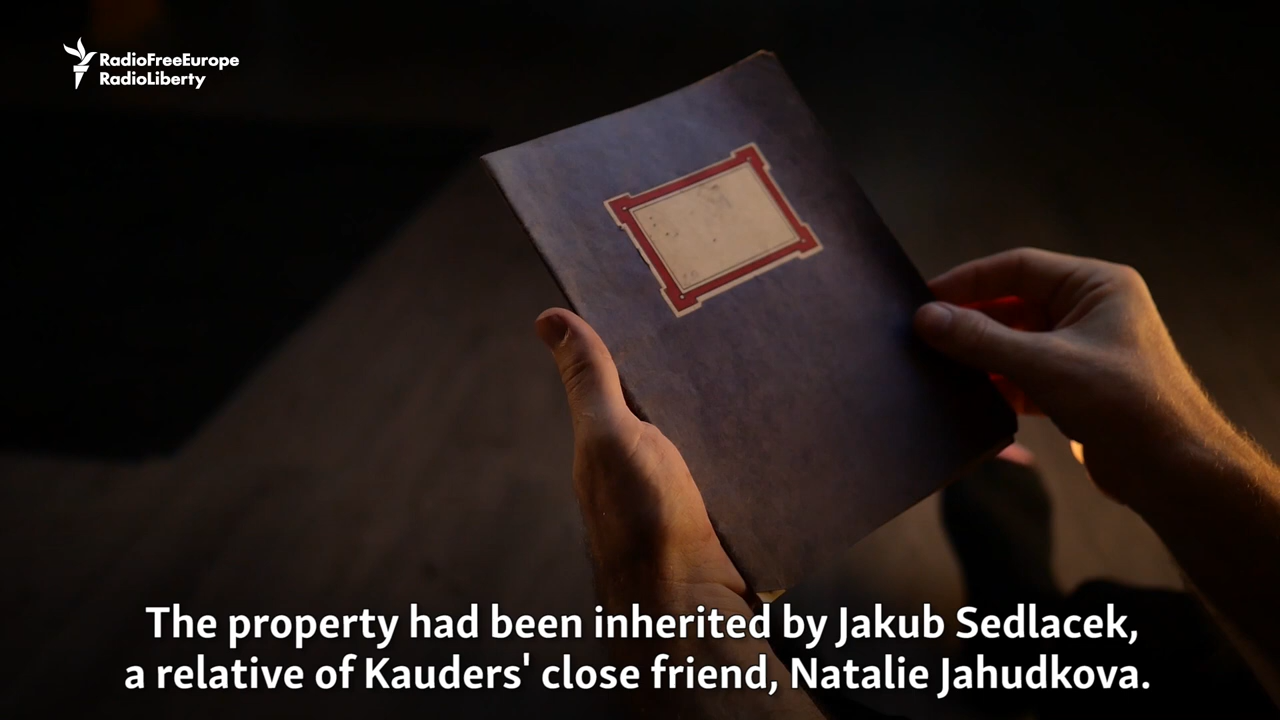 RadioFreeEurope
RadioLiberty
The property had been inherited by Jakub Sedlacek,
a relative of Kauders' close friend, Natalie Jahudkova.